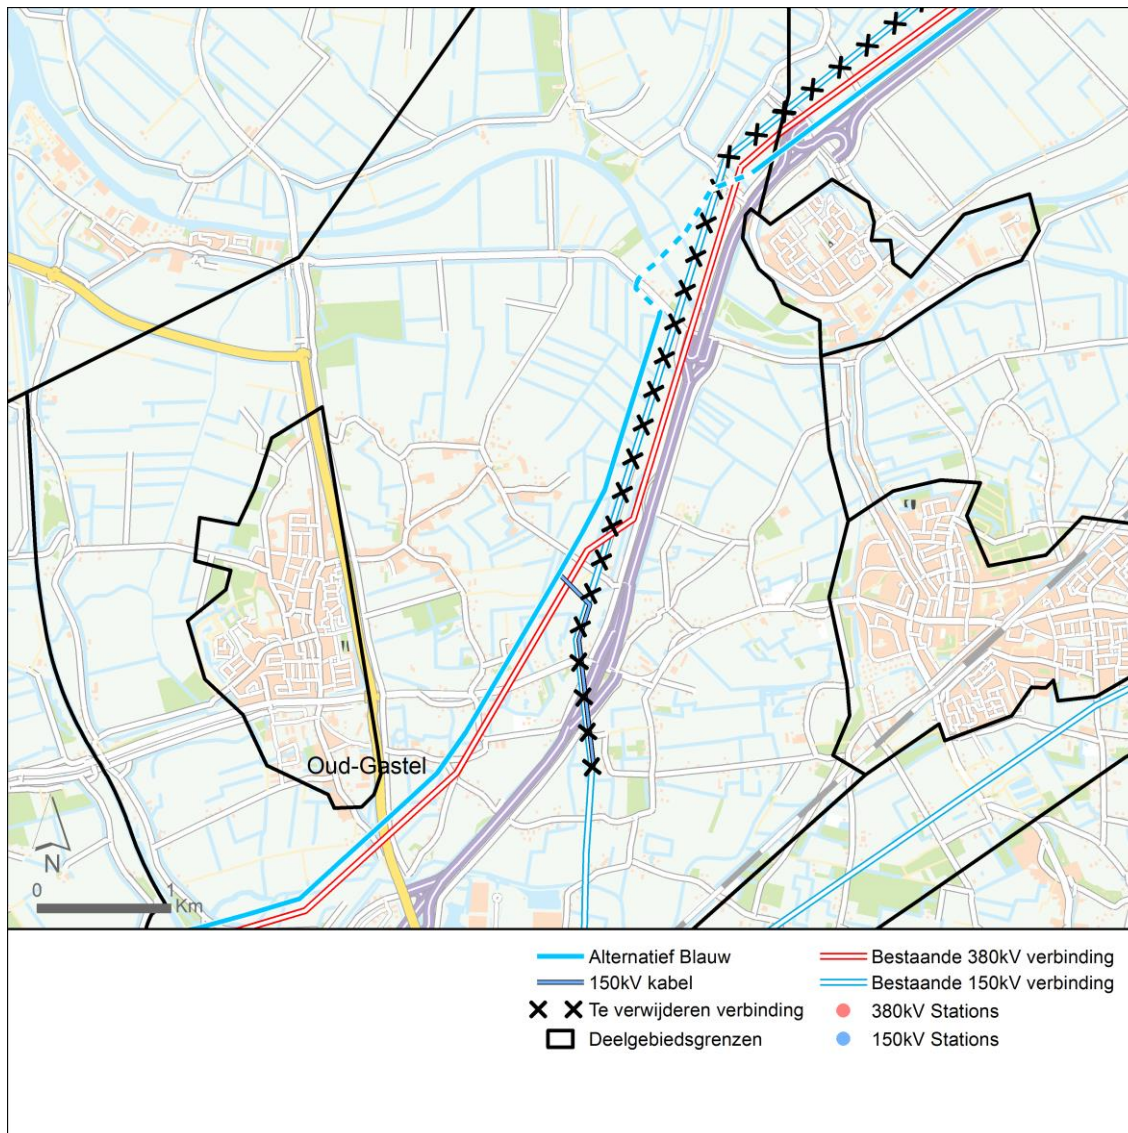 Oud-Gastel
N
0 1
Km
Alternatief Blauw
150kV kabel
Te verwijderen verbinding
Deelgebiedsgrenzen
Bestaande 380kV verbinding
Bestaande 150kV verbinding
380kV Stations
150kV Stations